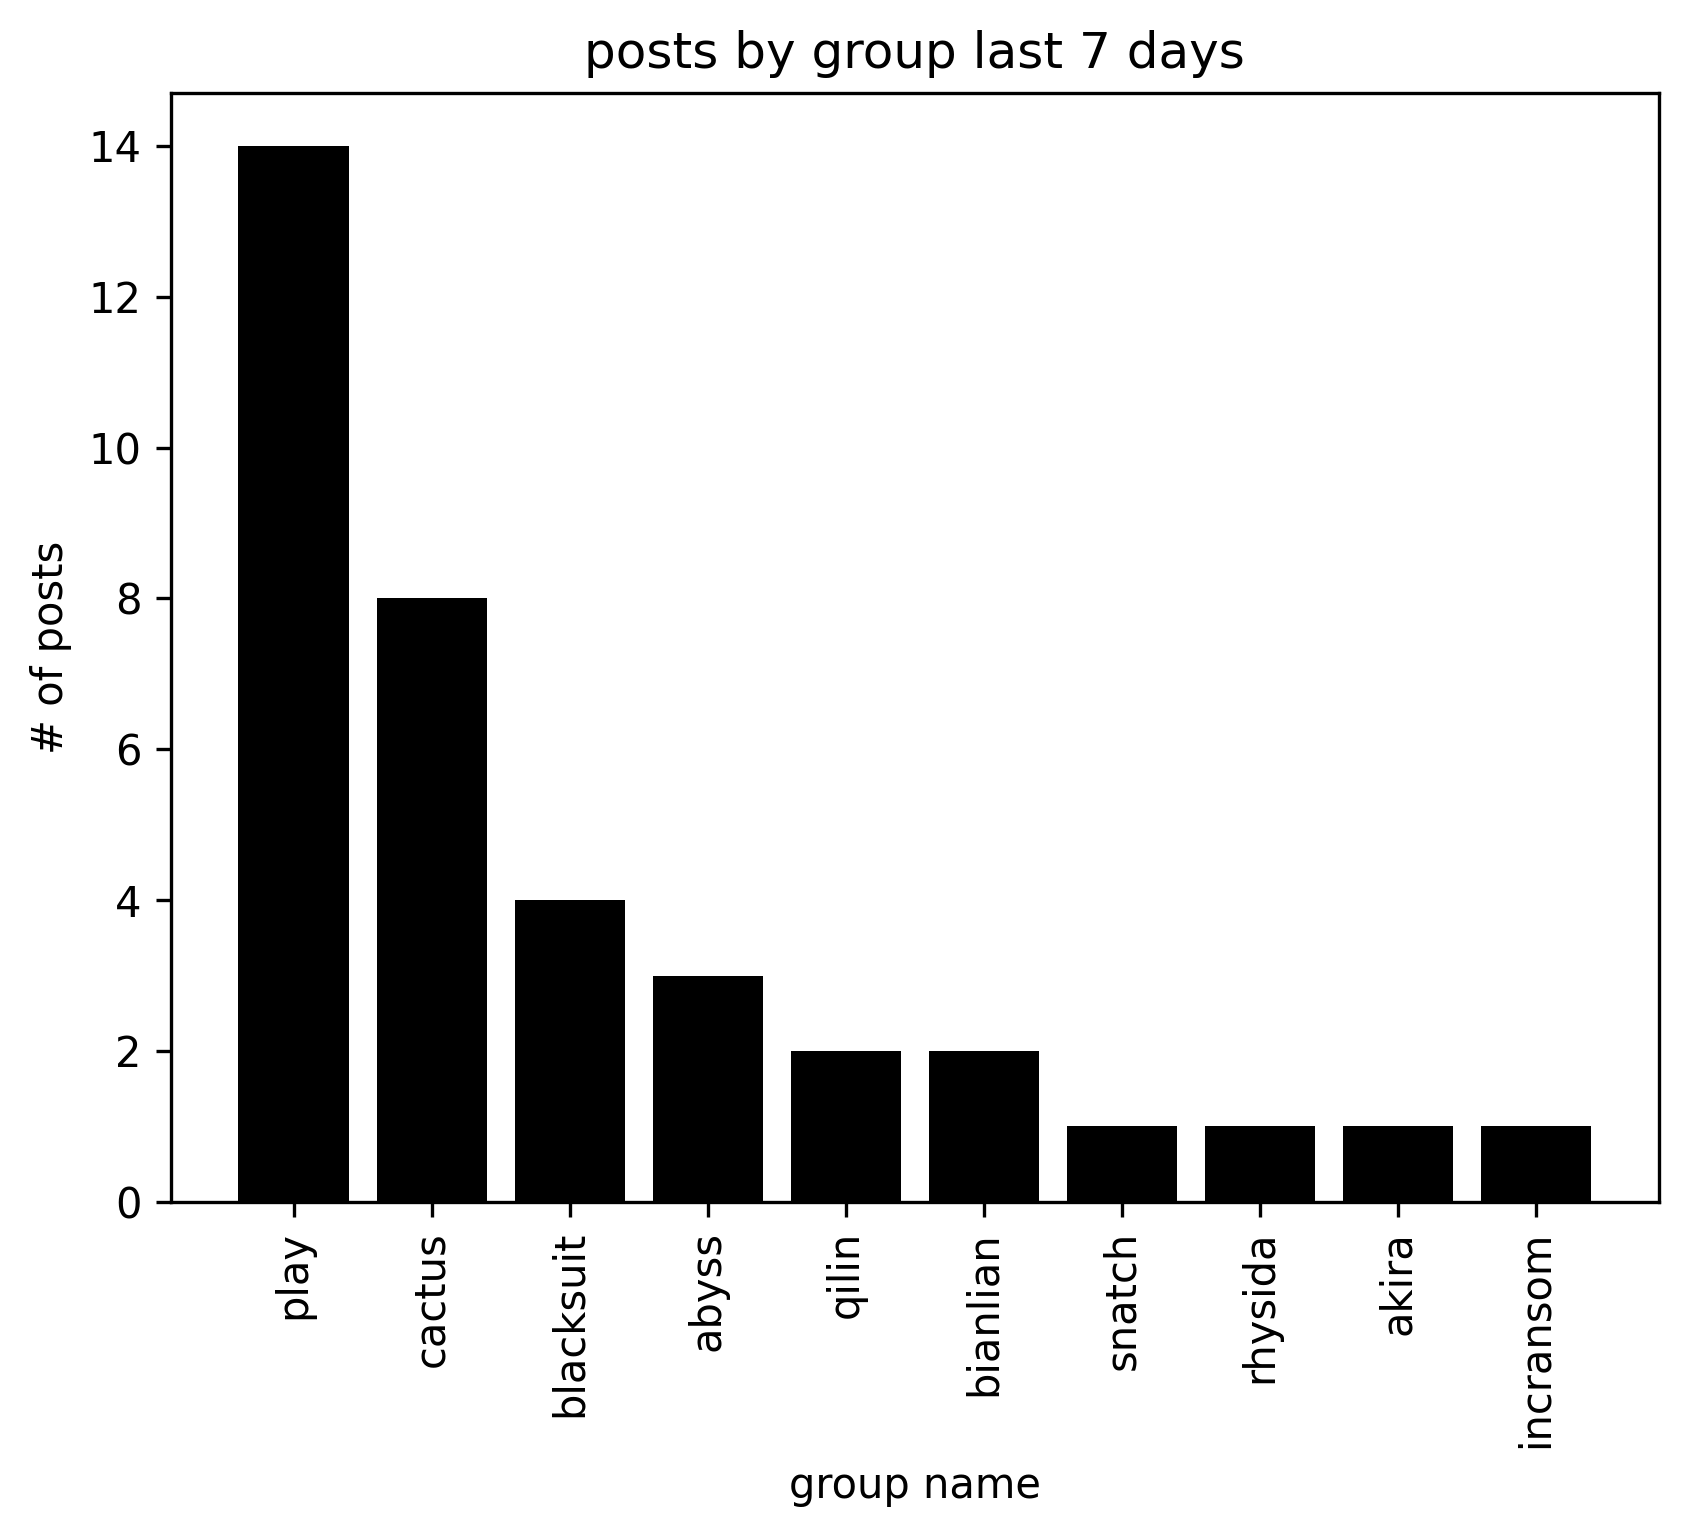 posts by group last 7 days
# of posts
14
12
10
8
6
4
2
0
play
cactus
blacksuit
abyss
qilin
bianlian
snatch
rhysida
akira
incransom
group name